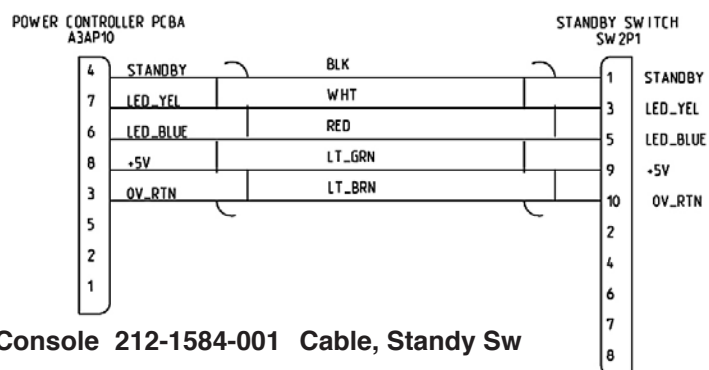 POWER CONTROLLER PCBA
A3AP10
STANDBY SWITCH
SW2P1
4 STANDBY BLK 1 STANDBY
7 LED_YEL WHT 3 LED_YEL
6 LED_BLUE RED 5 LED_BLUE
8 +5V LT_GRN 9 +5V
3 0V_RTN LT_BRN 10 0V_RTN
5
2
1
2
4
6
7
8
Console 212-1584-001 Cable, Standy Sw